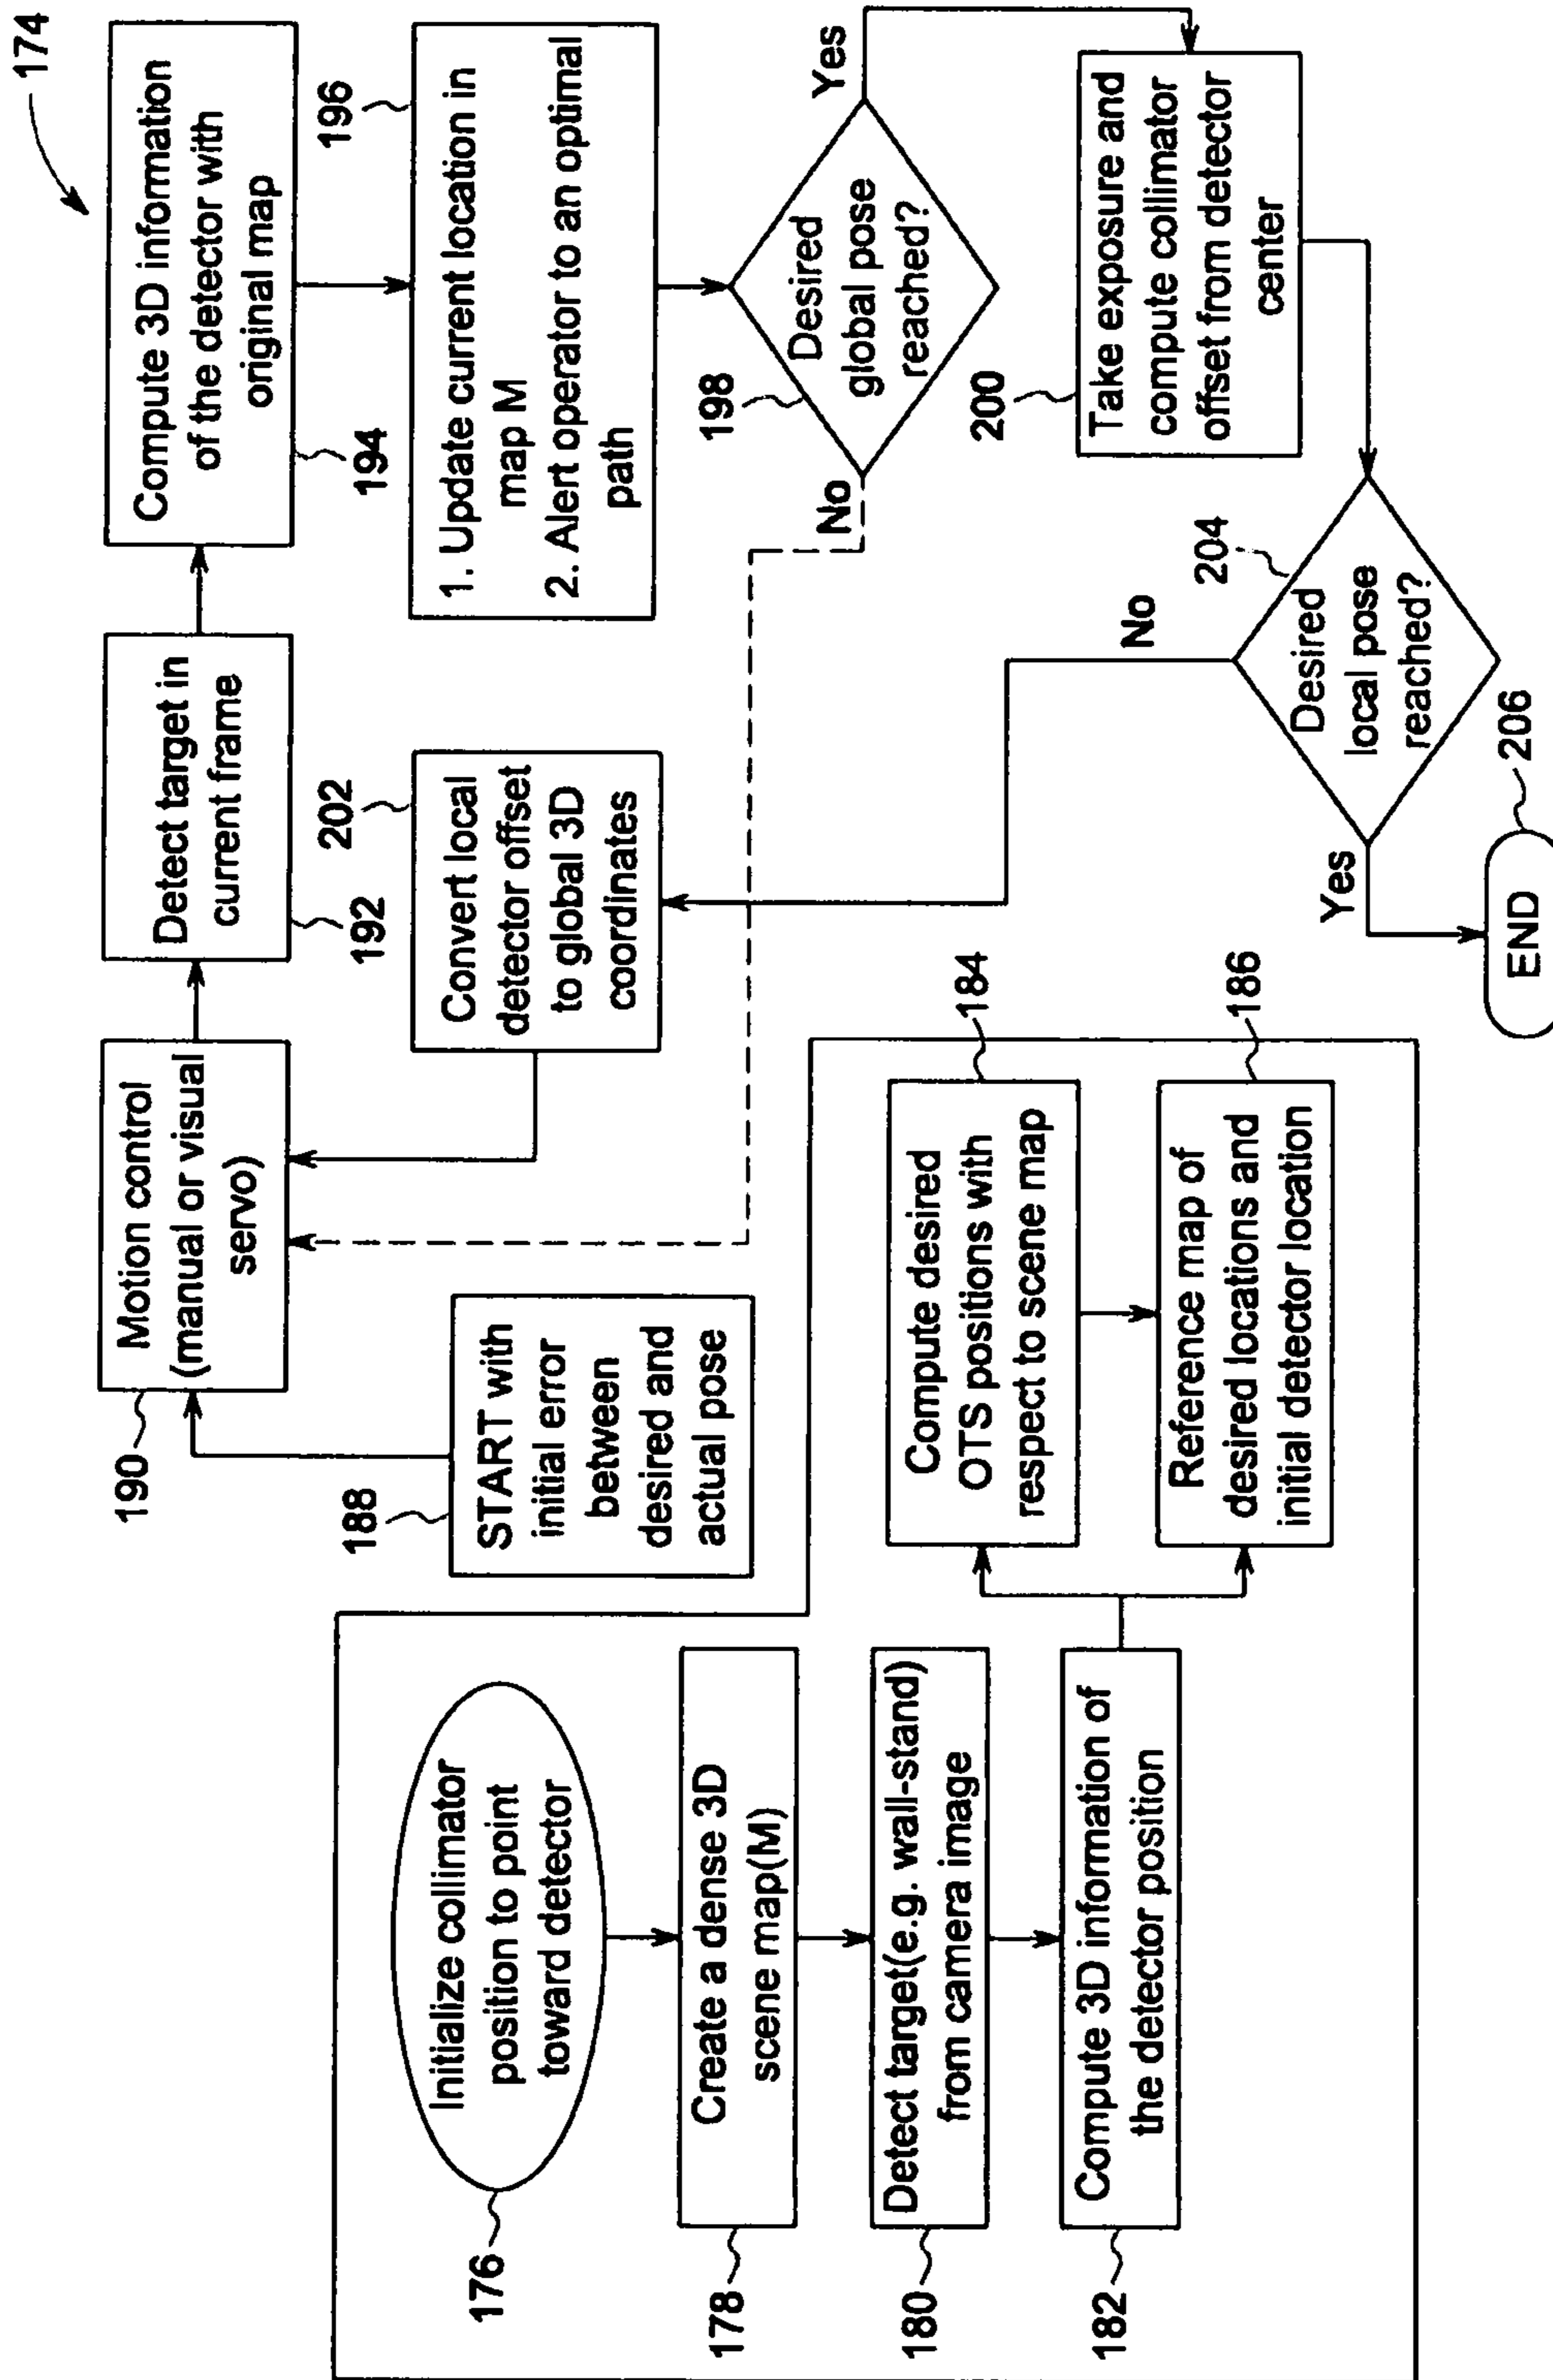 174
Initialize collimator
position to point
toward detector
176
Create a dense 3D
scene map(M)
178
Detect target(e.g. wall-stand)
from camera image
180
Compute 3D information of
the detector position
182
Compute desired
OTS positions with
respect to scene map
184
Reference map of
desired locations and
initial detector location
186
START with
initial error
between
desired and
actual pose
188
Motion control
(manual or visual
servo)
190
Detect target in
current frame
192
Compute 3D information
of the detector with
original map
194
1. Update current location in
map M
2. Alert operator to an optimal
path
196
Desired
global pose
reached?
198
No
Yes
Take exposure and
compute collimator
offset from detector
center
200
Convert local
detector offset
to global 3D
coordinates
202
Desired
local pose
reached?
204
No
Yes
END
206